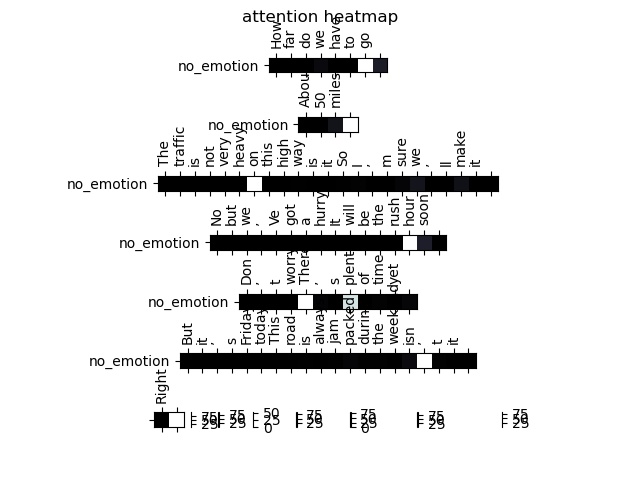 attention heatmap
How far do we have to go
no_emotion
About 50 miles
no_emotion
The traffic is not very heavy on this high way is it So I , m sure we , ll make it
no_emotion
No but we , Ve got a hurry It will be the rush hour soon
no_emotion
Don , t worry There , s plent of time yet
no_emotion
But it , s Friday today This road is alway jam packed durin the week isn , t it
no_emotion
Right
75 75 50 75 75 75 75
50 50 25 50 50 50 50
25 25 0 25 25 25 25
0